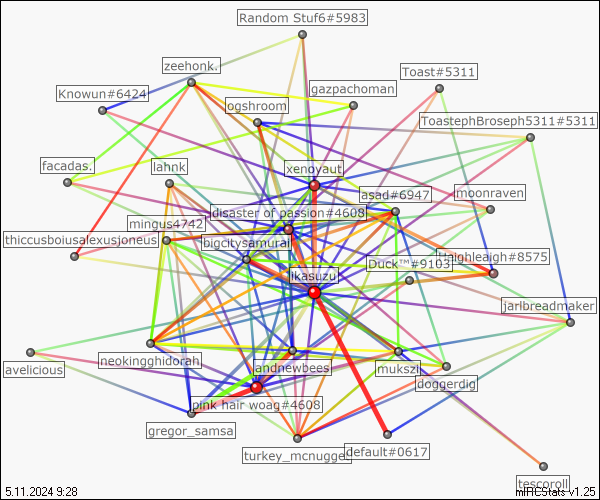 Random Stuf6#5983
zeehonk.
Toast#5311
gazpachoman
Knowun#6424
ogshroom
ToastephBroseph5311#5311
facadas.
lahnk
xenoyaut
asad#6947
moonraven
disaster of passion#4608
mingus4742
thiccusboiusalexusjoneus
bigcitysamurai
Haighleaigh#8575
Duck™#9103
Ikasuzu
jarlbreadmaker
neokingghidorah
andnewbees
mukszil
avelicious
doggerdig
pink hair woag#4608
gregor_samsa
default#0617
turkey_mcnugget
tescoroll
5.11.2024 9:28
mIRCStats v1.25